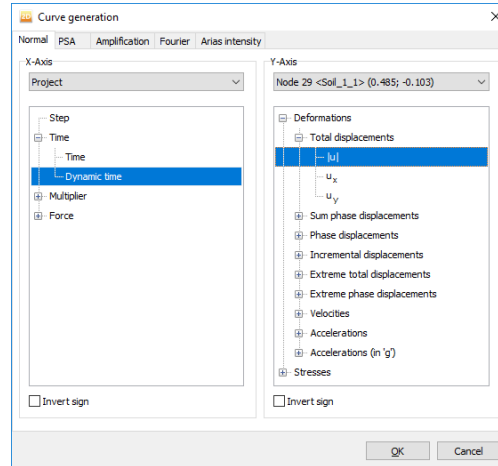 Curve generation
Normal PSA Amplification Fourier Arias intensity
X-Axis
Project
Step
Time
Time
Dynamic time
Multiplier
Force
Invert sign
Y-Axis
Node 29 <Soil_1_1> (0.485; -0.103)
Deformations
Total displacements
|u|
u_x
u_y
Sum phase displacements
Phase displacements
Incremental displacements
Extreme total displacements
Extreme phase displacements
Velocities
Accelerations
Accelerations (in 'g')
Stresses
Invert sign
OK Cancel